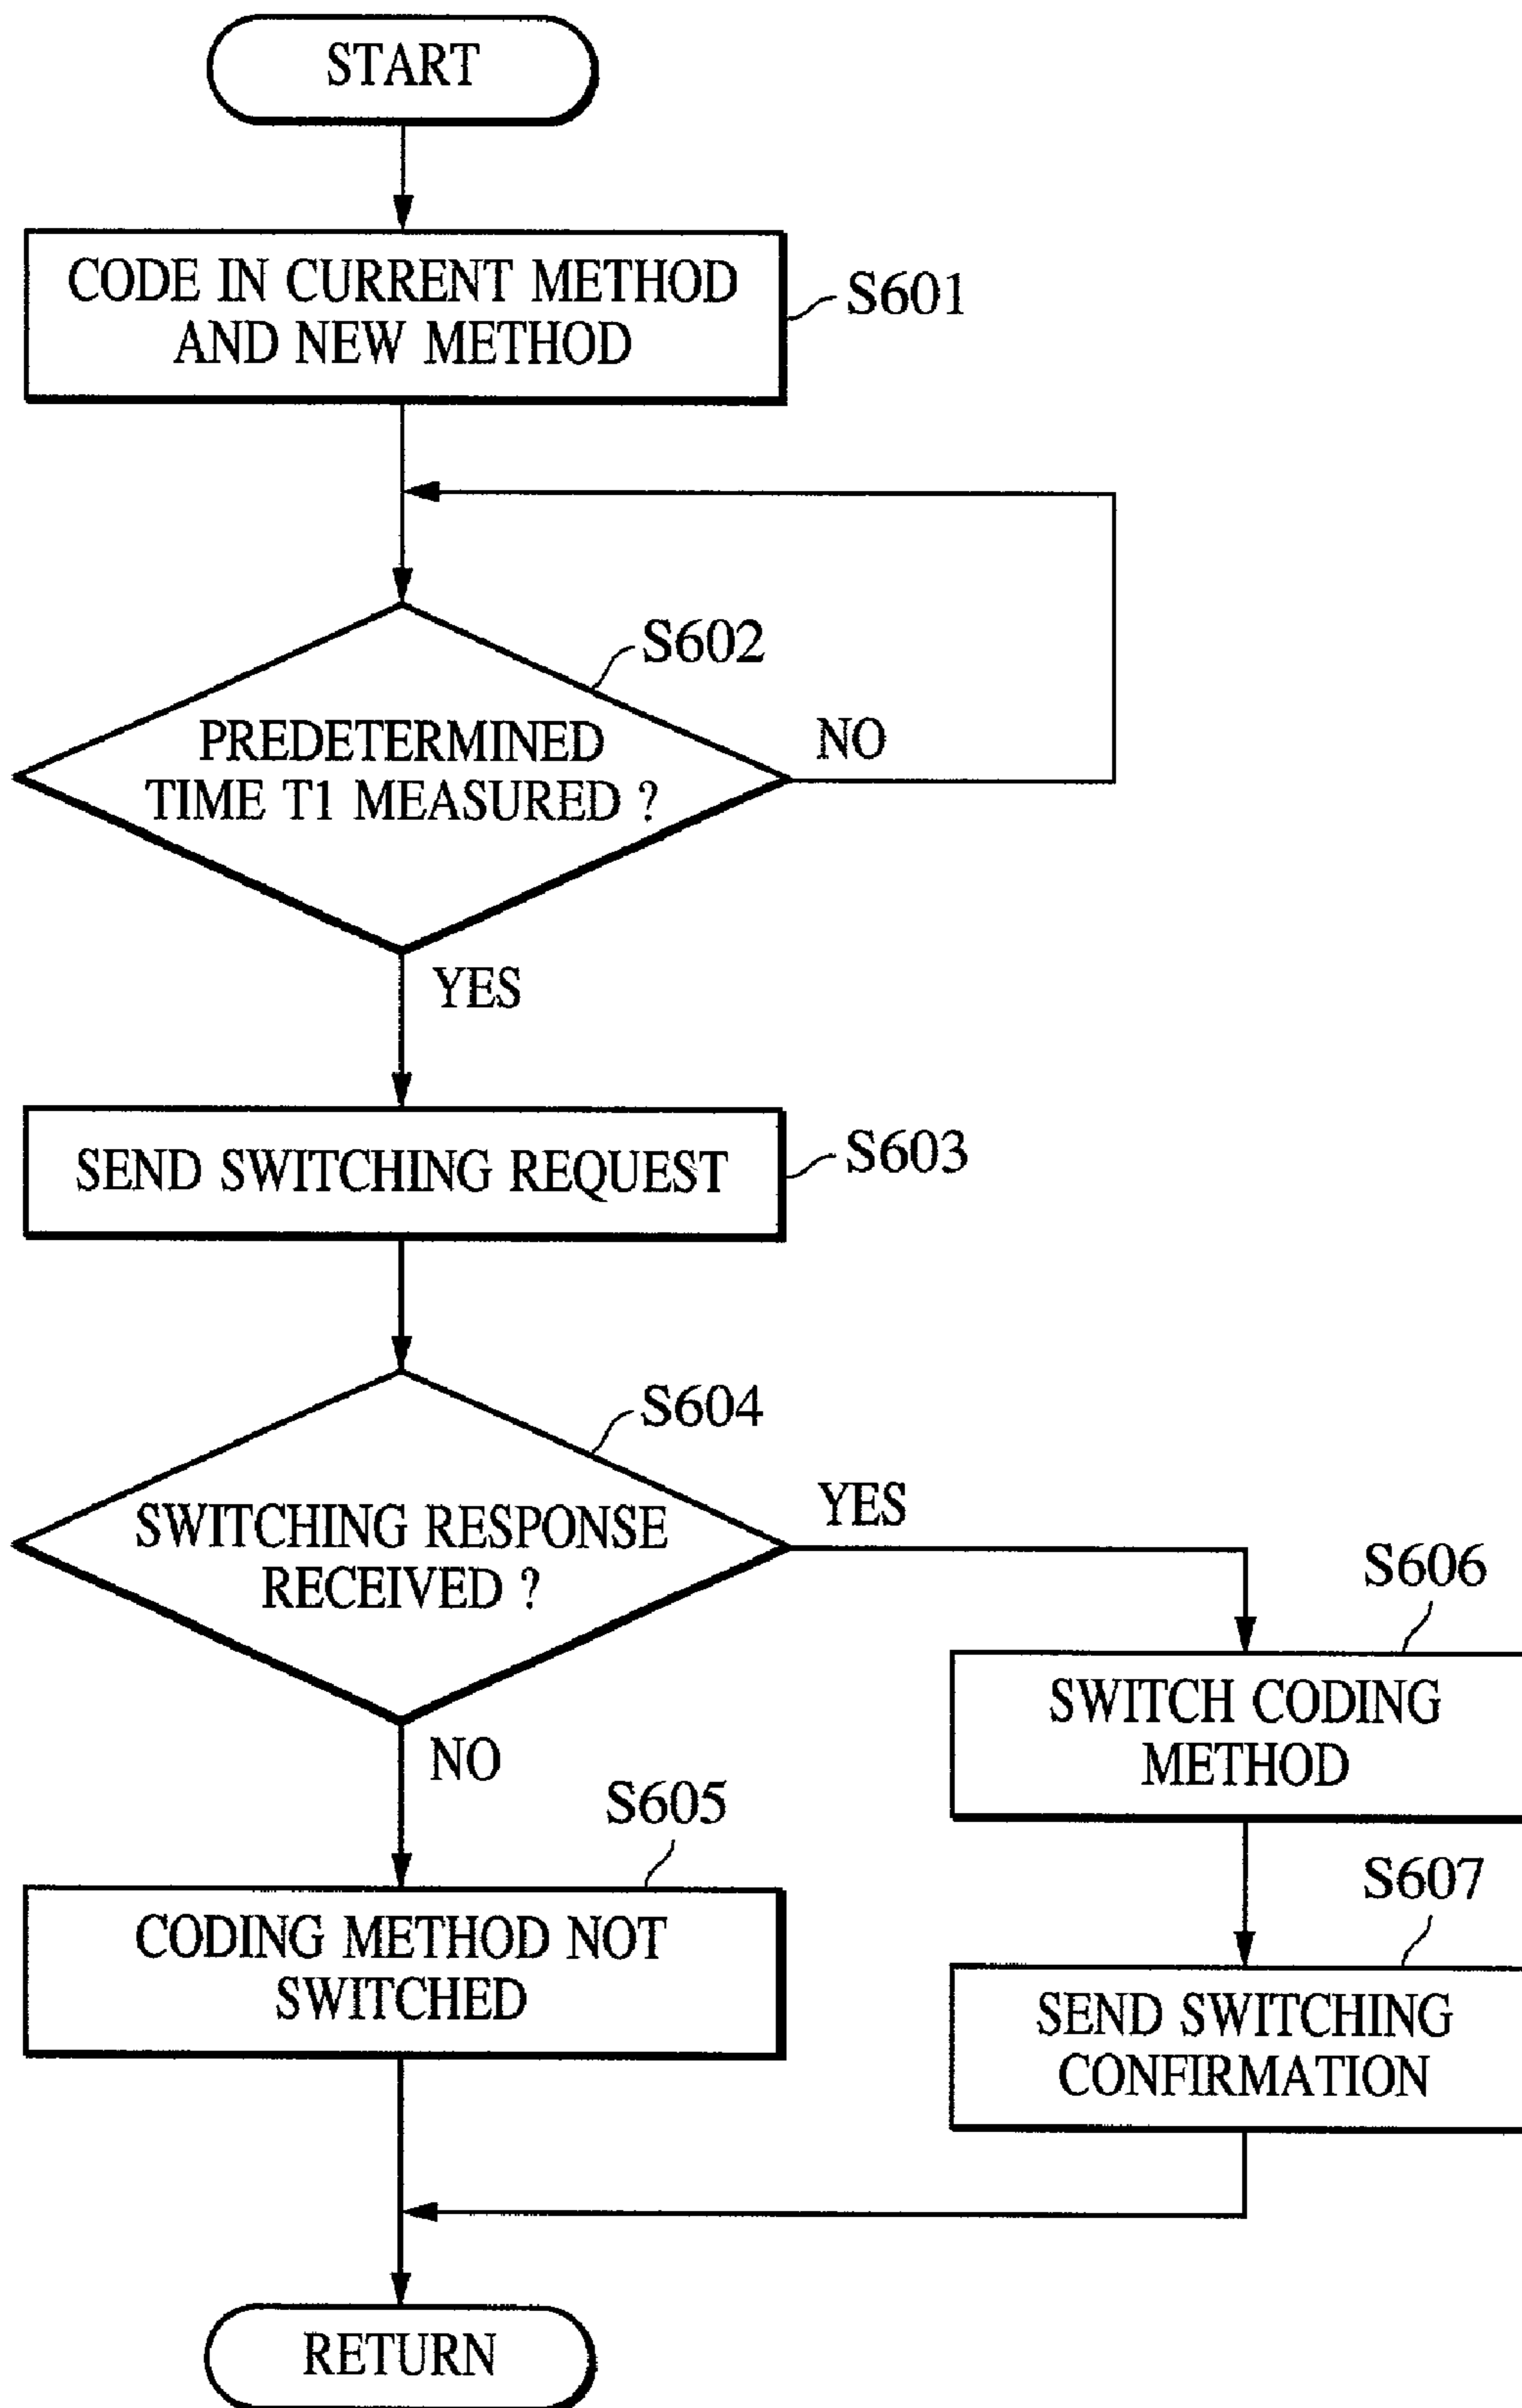 START
CODE IN CURRENT METHOD
AND NEW METHOD
S601
S602
PREDETERMINED
TIME T1 MEASURED ?
NO
YES
SEND SWITCHING REQUEST
S603
S604
SWITCHING RESPONSE
RECEIVED ?
YES
NO
S606
SWITCH CODING
METHOD
S605
CODING METHOD NOT
SWITCHED
S607
SEND SWITCHING
CONFIRMATION
RETURN